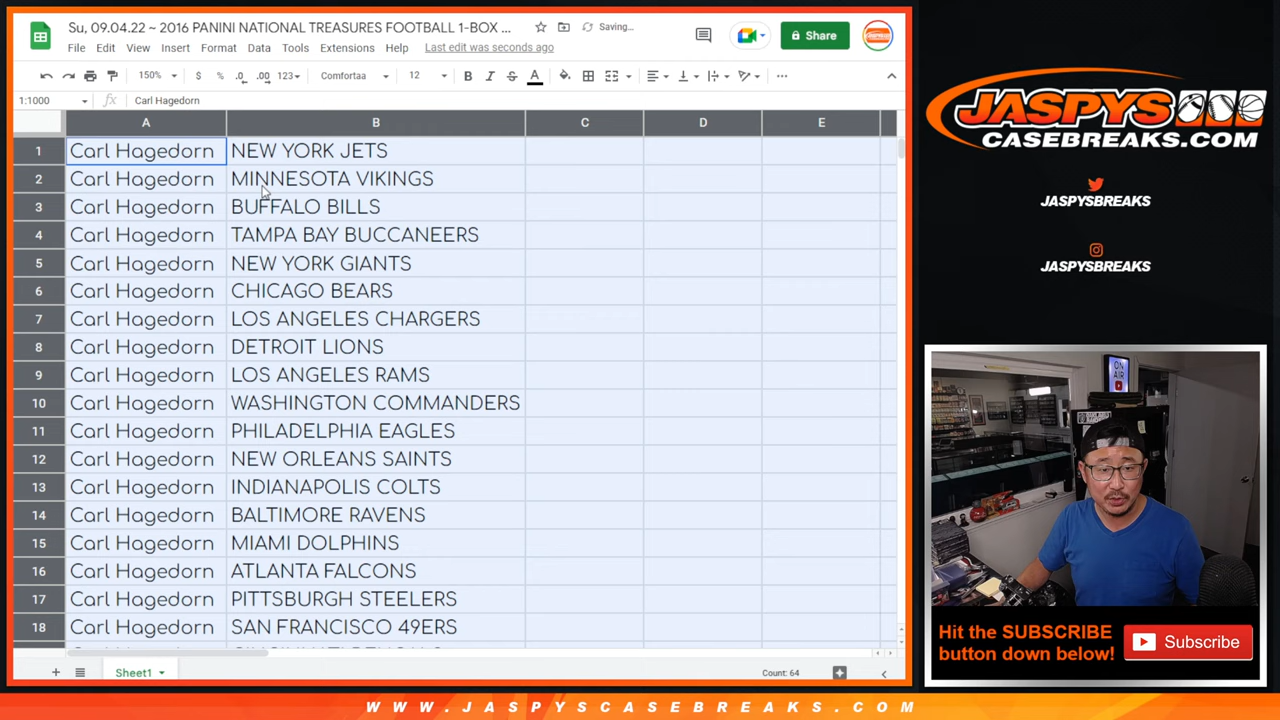 Su, 09.04.22 ~ 2016 PANINI NATIONAL TREASURES FOOTBALL 1-BOX ...
Saving...
Share
File Edit View Insert Format Data Tools Extensions Help Last edit was seconds ago
150% $ % .0 .00 123 Comfortaa 12 B I S A
1:1000 fx Carl Hagedorn
A B C D E
1 Carl Hagedorn NEW YORK JETS
2 Carl Hagedorn MINNESOTA VIKINGS
3 Carl Hagedorn BUFFALO BILLS
4 Carl Hagedorn TAMPA BAY BUCCANEERS
5 Carl Hagedorn NEW YORK GIANTS
6 Carl Hagedorn CHICAGO BEARS
7 Carl Hagedorn LOS ANGELES CHARGERS
8 Carl Hagedorn DETROIT LIONS
9 Carl Hagedorn LOS ANGELES RAMS
10 Carl Hagedorn WASHINGTON COMMANDERS
11 Carl Hagedorn PHILADELPHIA EAGLES
12 Carl Hagedorn NEW ORLEANS SAINTS
13 Carl Hagedorn INDIANAPOLIS COLTS
14 Carl Hagedorn BALTIMORE RAVENS
15 Carl Hagedorn MIAMI DOLPHINS
16 Carl Hagedorn ATLANTA FALCONS
17 Carl Hagedorn PITTSBURGH STEELERS
18 Carl Hagedorn SAN FRANCISCO 49ERS
Sheet1
Count: 64
JASPYS
CASEBREAKS.COM
JASPYSBREAKS
JASPYSBREAKS
ON
AIR
Hit the SUBSCRIBE
button down below!
Subscribe
WWW.JASPYSCASEBREAKS.COM